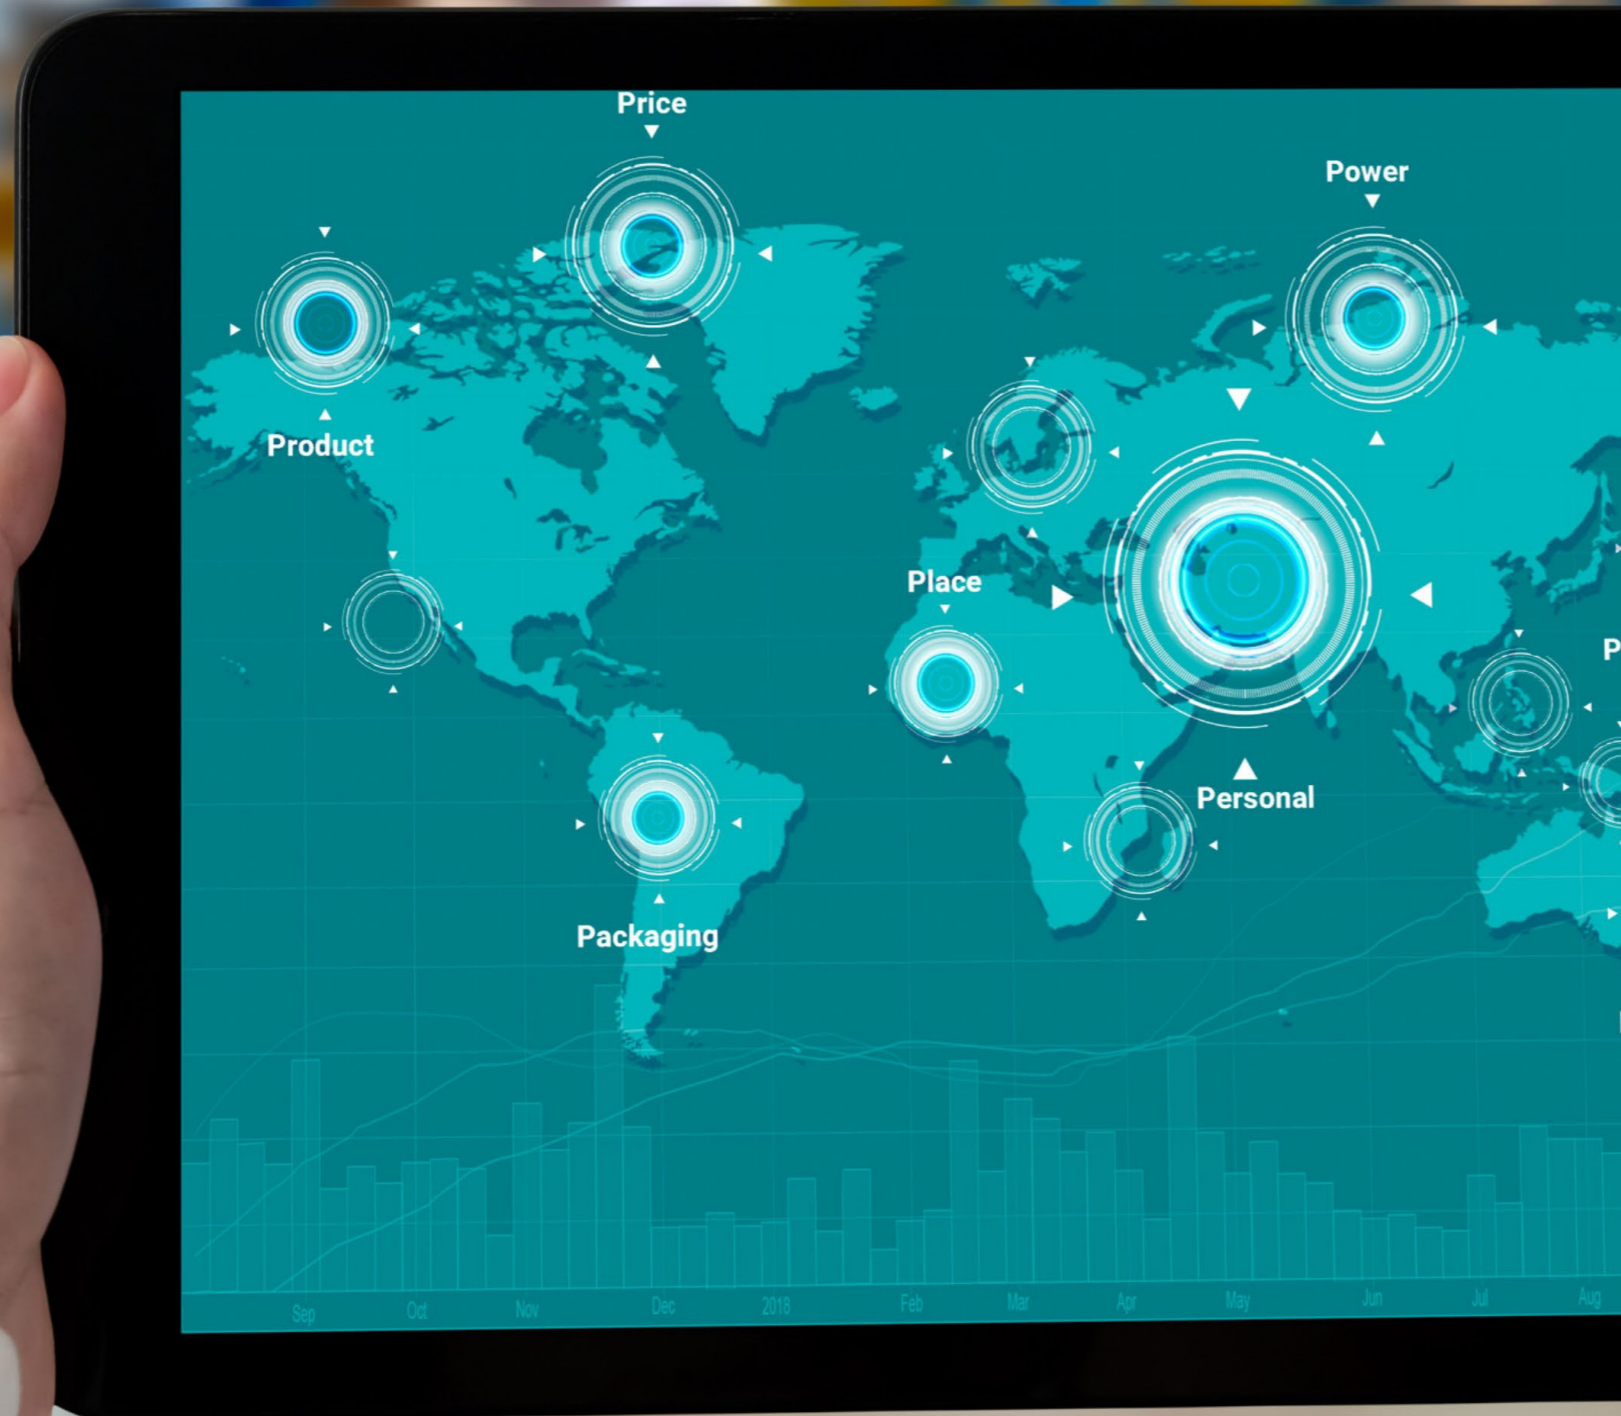 Price
Power
Product
Place
P
Personal
Packaging
Sep Oct Nov Dec 2018 Feb Mar Apr May Jun Jul Aug